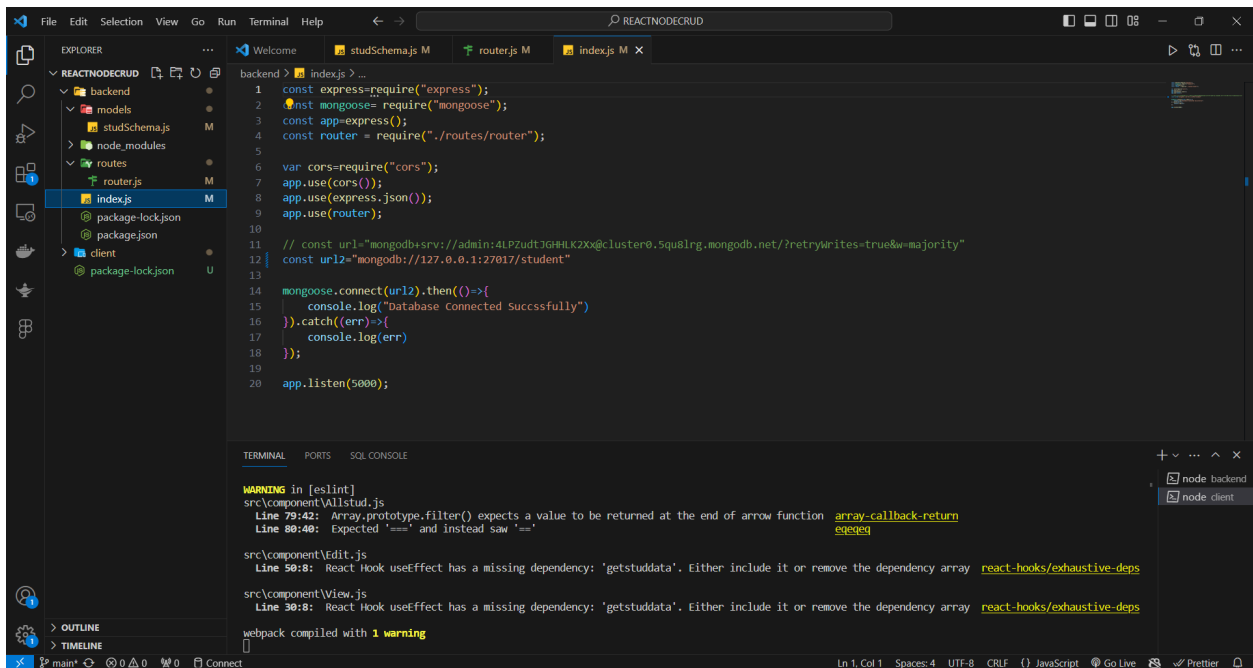 File Edit Selection View Go Run Terminal Help
REACTNODECRUD
EXPLORER
REACTNODECRUD
backend
models
studSchema.js M
node_modules
routes
router.js M
index.js M
package-lock.json
package.json
client
package-lock.json U
OUTLINE
TIMELINE
Welcome studSchema.js M router.js M index.js M
backend > index.js > ...
1 const express=require("express");
2 const mongoose= require("mongoose");
3 const app=express();
4 const router = require("./routes/router");
5
6 var cors=require("cors");
7 app.use(cors());
8 app.use(express.json());
9 app.use(router);
10
11 // const url="mongodb+srv://admin:4LPZudtJGHHLK2Xx@cluster0.5qu8lrg.mongodb.net/?retryWrites=true&w=majority"
12 const url2="mongodb://127.0.0.1:27017/student"
13
14 mongoose.connect(url2).then(()=>{
15 console.log("Database Connected Succssfully")
16 }).catch((err)=>{
17 console.log(err)
18 });
19
20 app.listen(5000);
TERMINAL PORTS SQL CONSOLE
node backend
node client
WARNING in [eslint]
src\component\Allstud.js
Line 79:42: Array.prototype.filter() expects a value to be returned at the end of arrow function array-callback-return
Line 80:40: Expected '===' and instead saw '==' eqeqeq
src\component\Edit.js
Line 50:8: React Hook useEffect has a missing dependency: 'getstuddata'. Either include it or remove the dependency array react-hooks/exhaustive-deps
src\component\View.js
Line 30:8: React Hook useEffect has a missing dependency: 'getstuddata'. Either include it or remove the dependency array react-hooks/exhaustive-deps
webpack compiled with 1 warning
main* 0 0 0 Connect Ln 1, Col 1 Spaces: 4 UTF-8 CRLF {} JavaScript Go Live Prettier